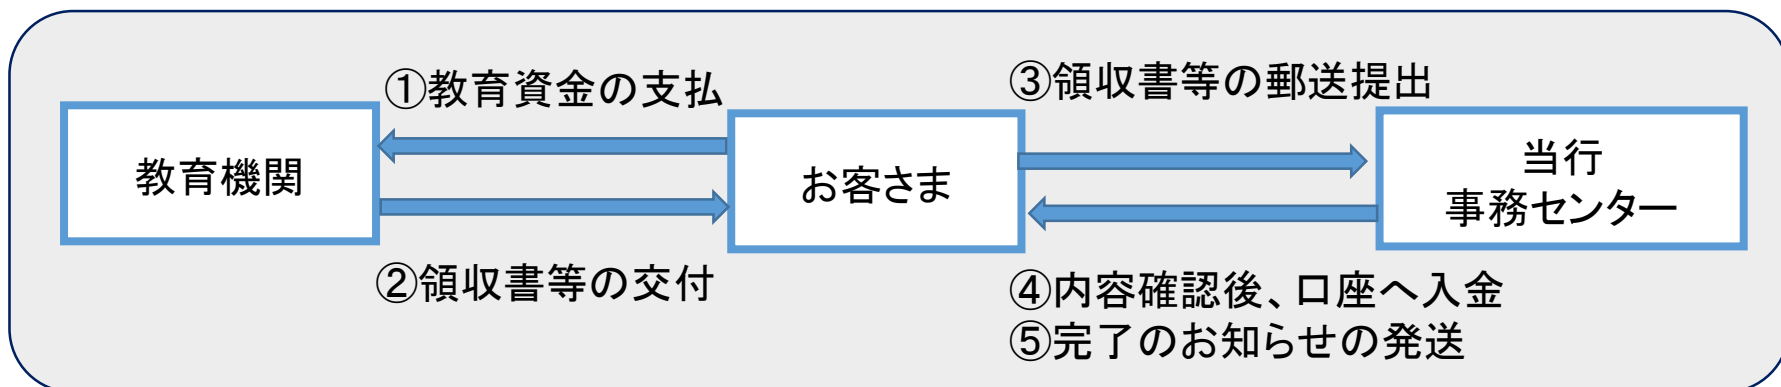 ①教育資金の支払
③領収書等の郵送提出
教育機関
お客さま
当行
事務センター
②領収書等の交付
④内容確認後、口座へ入金
⑤完了のお知らせの発送